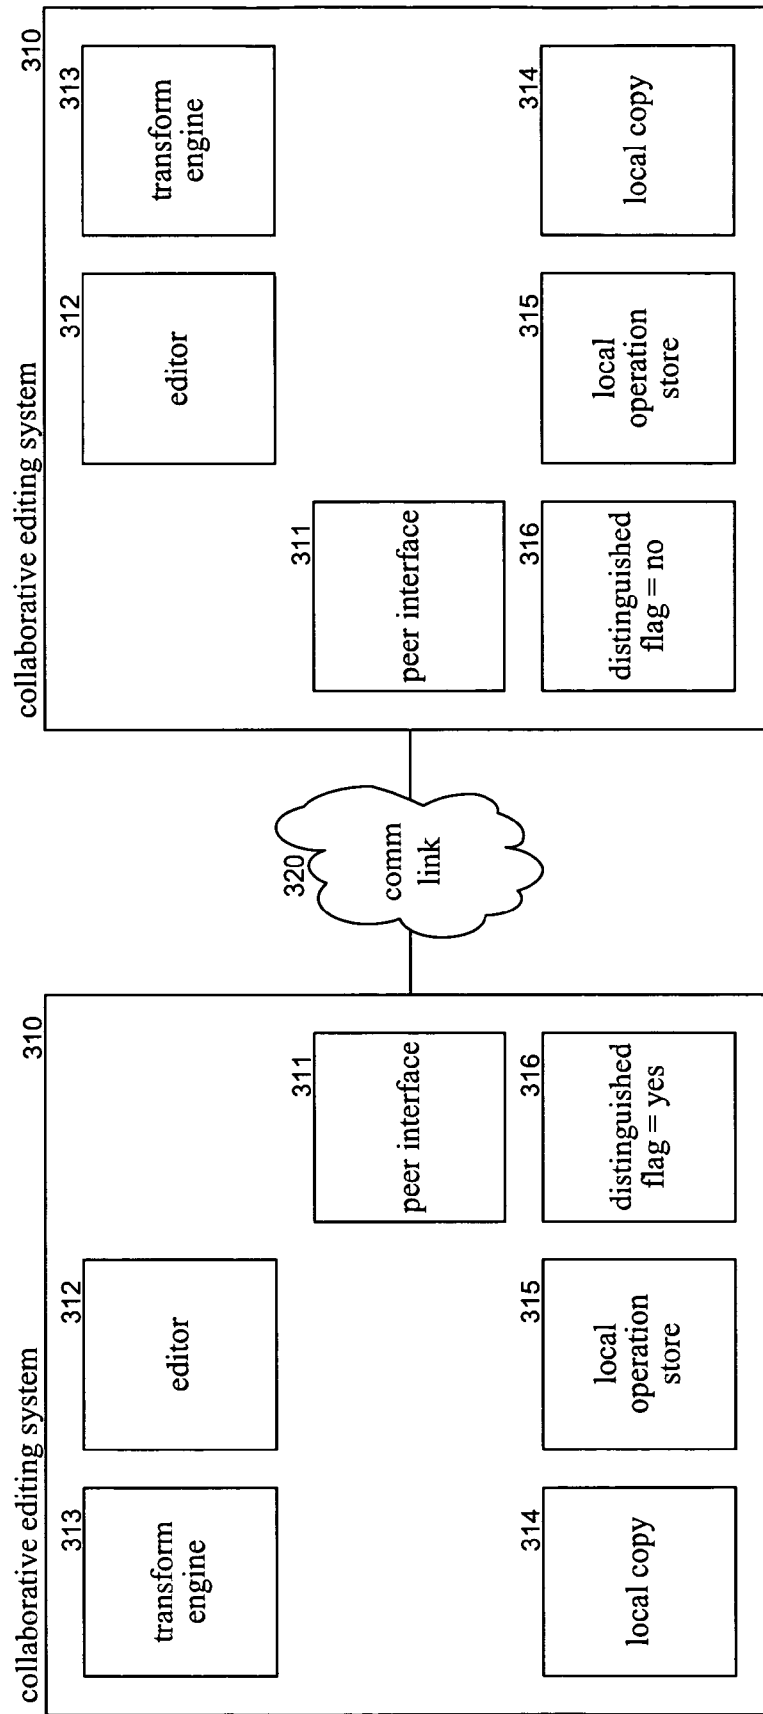 collaborative editing system
310
313
transform
engine
312
editor
311
peer interface
314
local copy
315
local
operation
store
316
distinguished
flag = yes
320
comm
link
collaborative editing system
310
312
editor
313
transform
engine
311
peer interface
316
distinguished
flag = no
315
local
operation
store
314
local copy